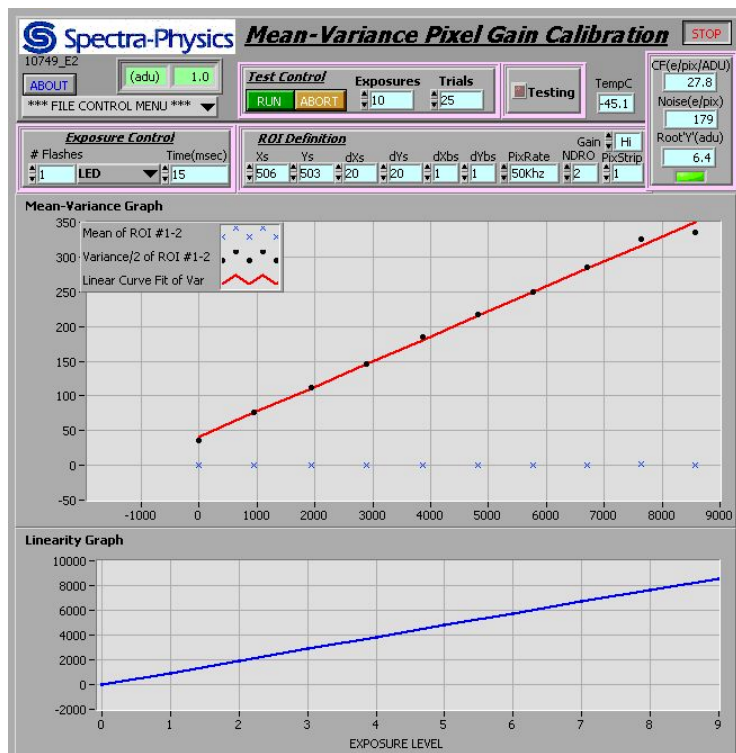 Spectra-Physics Mean-Variance Pixel Gain Calibration STOP
10749_E2
ABOUT (adu) 1.0
*** FILE CONTROL MENU ***
Test Control Exposures Trials
RUN ABORT 10 25
Testing
TempC
-45.1
CF(e/pix/ADU)
27.8
Noise(e/pix)
179
Root'Y'(adu)
6.4
Exposure Control
# Flashes Time(msec)
1 LED 15
ROI Definition Gain Hi
Xs Ys dXs dYs dXbs dYbs PixRate NDRO PixStrip
506 503 20 20 1 1 50Khz 2 1
Mean-Variance Graph
Mean of ROI #1-2
Variance/2 of ROI #1-2
Linear Curve Fit of Var
350
300
250
200
150
100
50
0
-50
-1000 0 1000 2000 3000 4000 5000 6000 7000 8000 9000
Linearity Graph
10000
8000
6000
4000
2000
0
-2000
0 1 2 3 4 5 6 7 8 9
EXPOSURE LEVEL